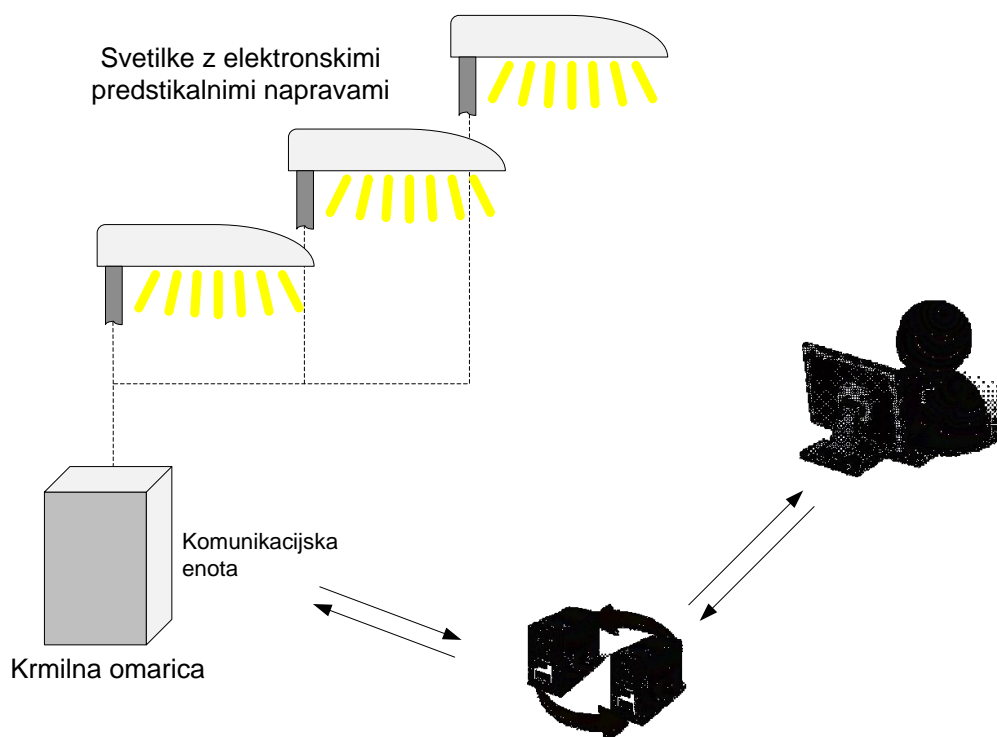 Svetilke z elektronskimi
predstikalnimi napravami
Komunikacijska
enota
Krmilna omarica